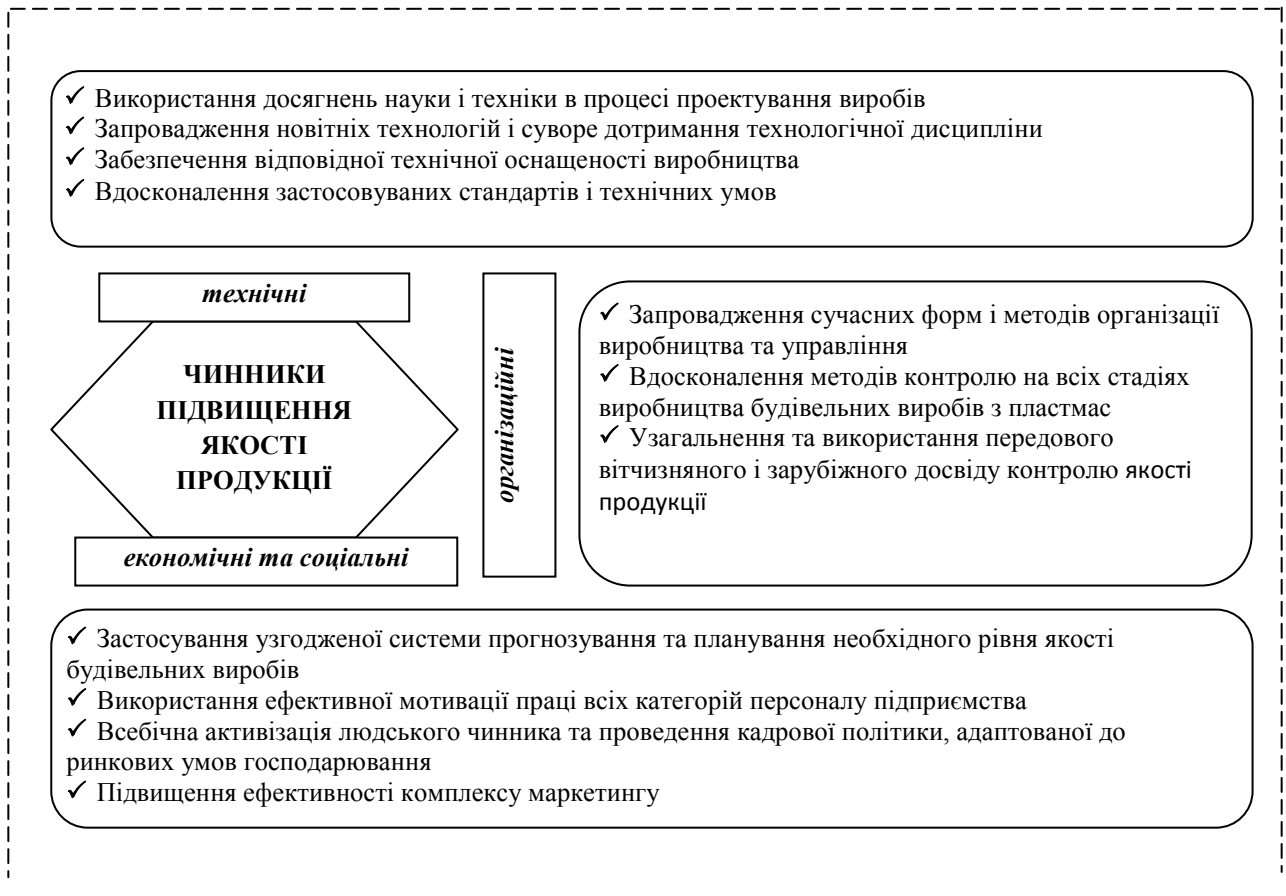 ✓ Використання досягнень науки і техніки в процесі проектування виробів
✓ Запровадження новітніх технологій і суворе дотримання технологічної дисципліни
✓ Забезпечення відповідної технічної оснащеності виробництва
✓ Вдосконалення застосовуваних стандартів і технічних умов
технічні
ЧИННИКИ
ПІДВИЩЕННЯ
ЯКОСТІ
ПРОДУКЦІЇ
економічні та соціальні
організаційні
✓ Запровадження сучасних форм і методів організації
виробництва та управління
✓ Вдосконалення методів контролю на всіх стадіях
виробництва будівельних виробів з пластмас
✓ Узагальнення та використання передового
вітчизняного і зарубіжного досвіду контролю якості
продукції
✓ Застосування узгодженої системи прогнозування та планування необхідного рівня якості
будівельних виробів
✓ Використання ефективної мотивації праці всіх категорій персоналу підприємства
✓ Всебічна активізація людського чинника та проведення кадрової політики, адаптованої до
ринкових умов господарювання
✓ Підвищення ефективності комплексу маркетингу